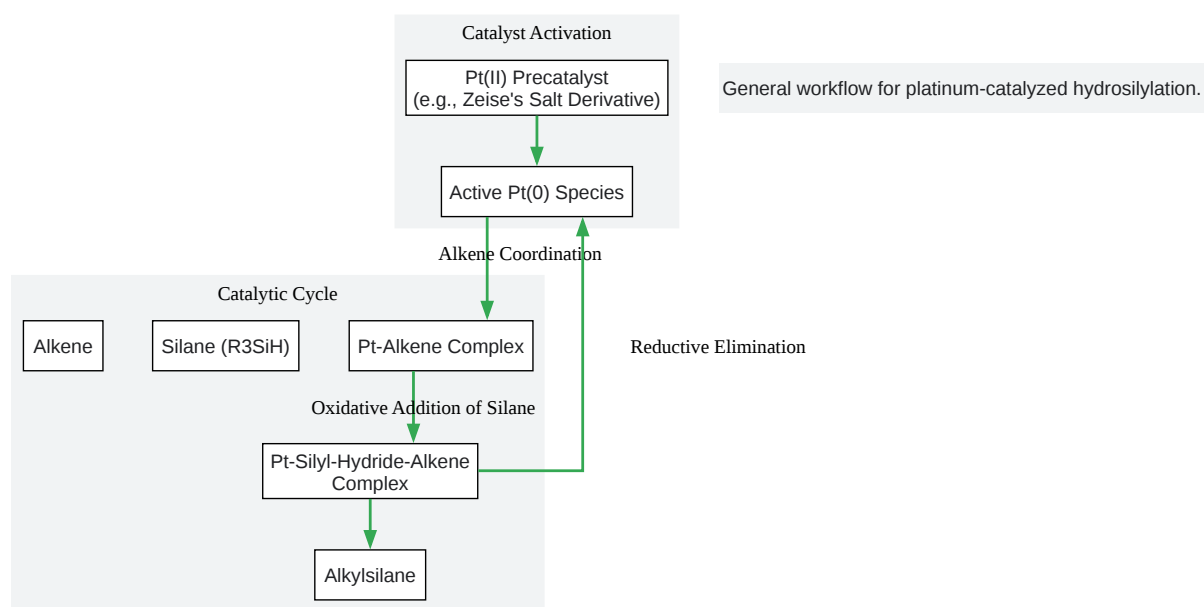 Catalyst Activation
Pt(II) Precatalyst
(e.g., Zeise's Salt Derivative)
General workflow for platinum-catalyzed hydrosilylation.
Active Pt(0) Species
Alkene Coordination
Catalytic Cycle
Alkene
Silane (R3SiH)
Pt-Alkene Complex
Reductive Elimination
Oxidative Addition of Silane
Pt-Silyl-Hydride-Alkene
Complex
Alkylsilane